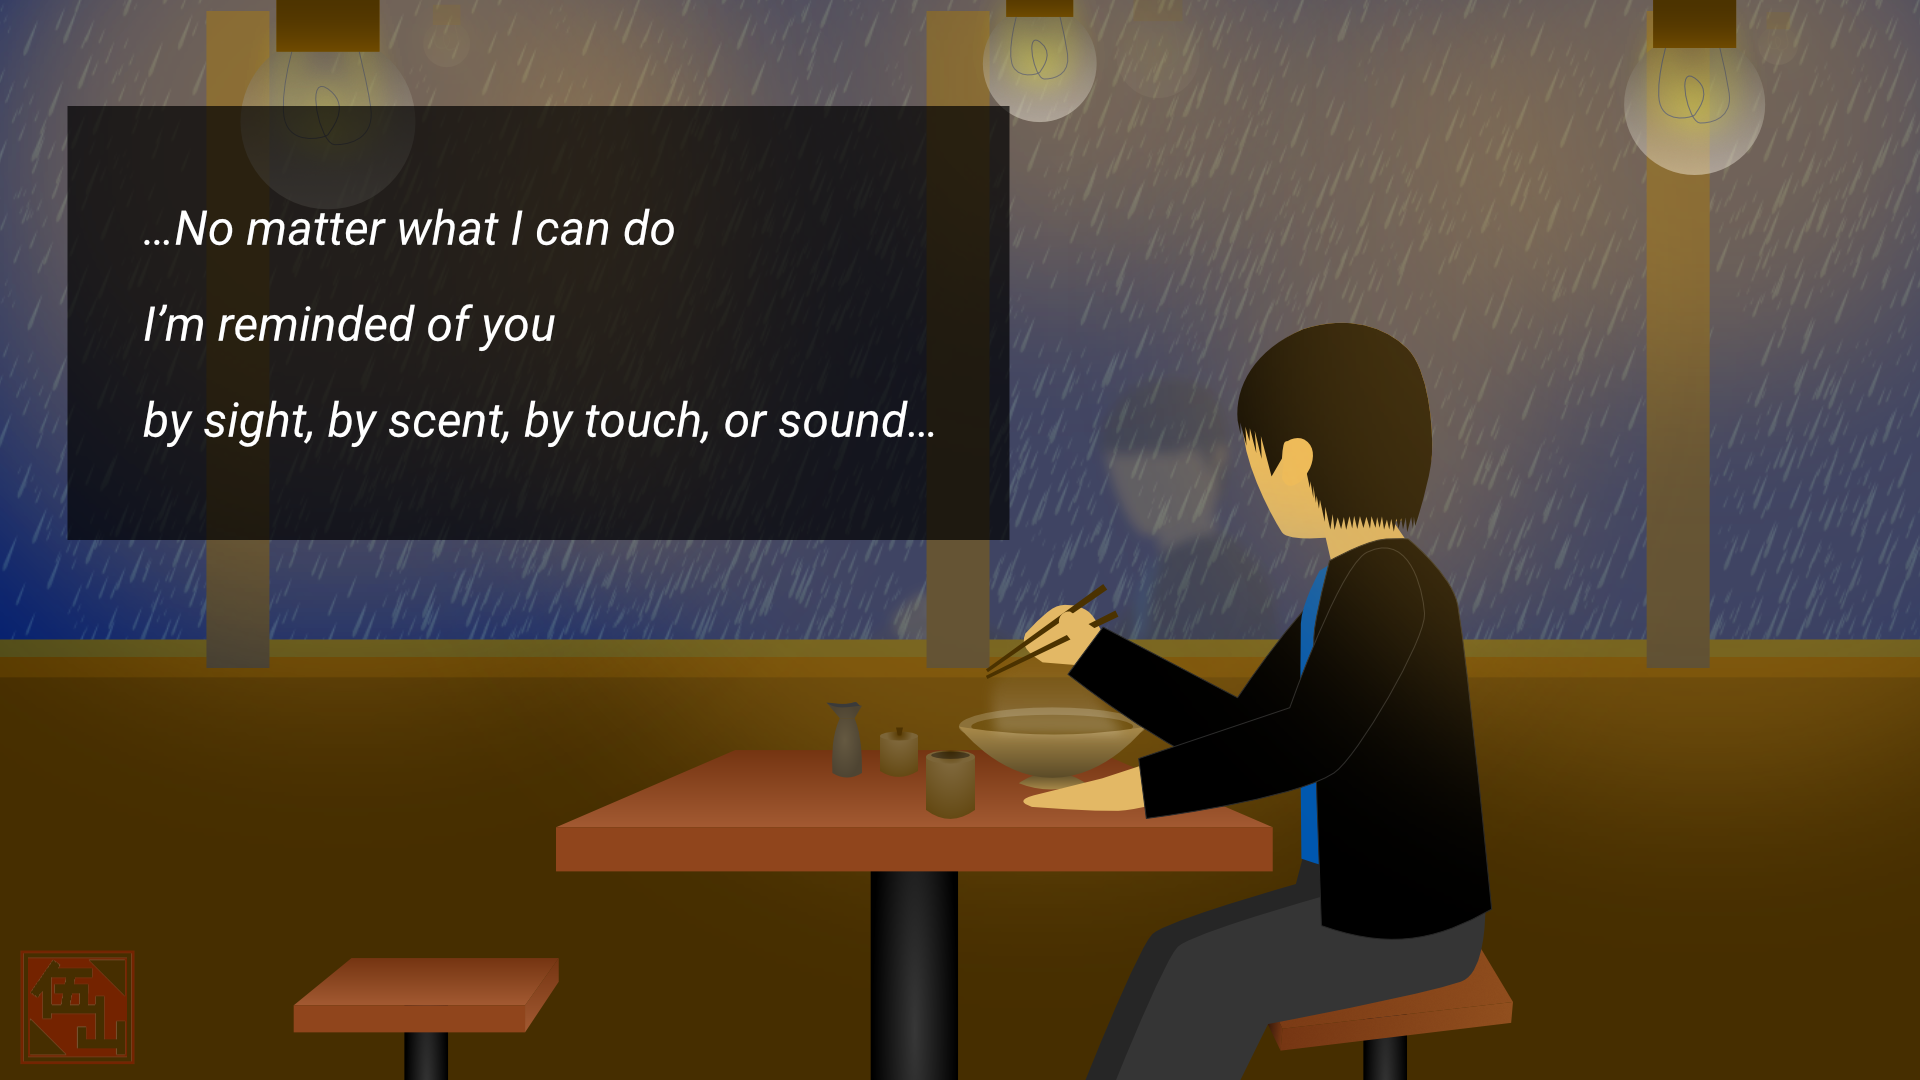 …No matter what I can do
I’m reminded of you
by sight, by scent, by touch, or sound…